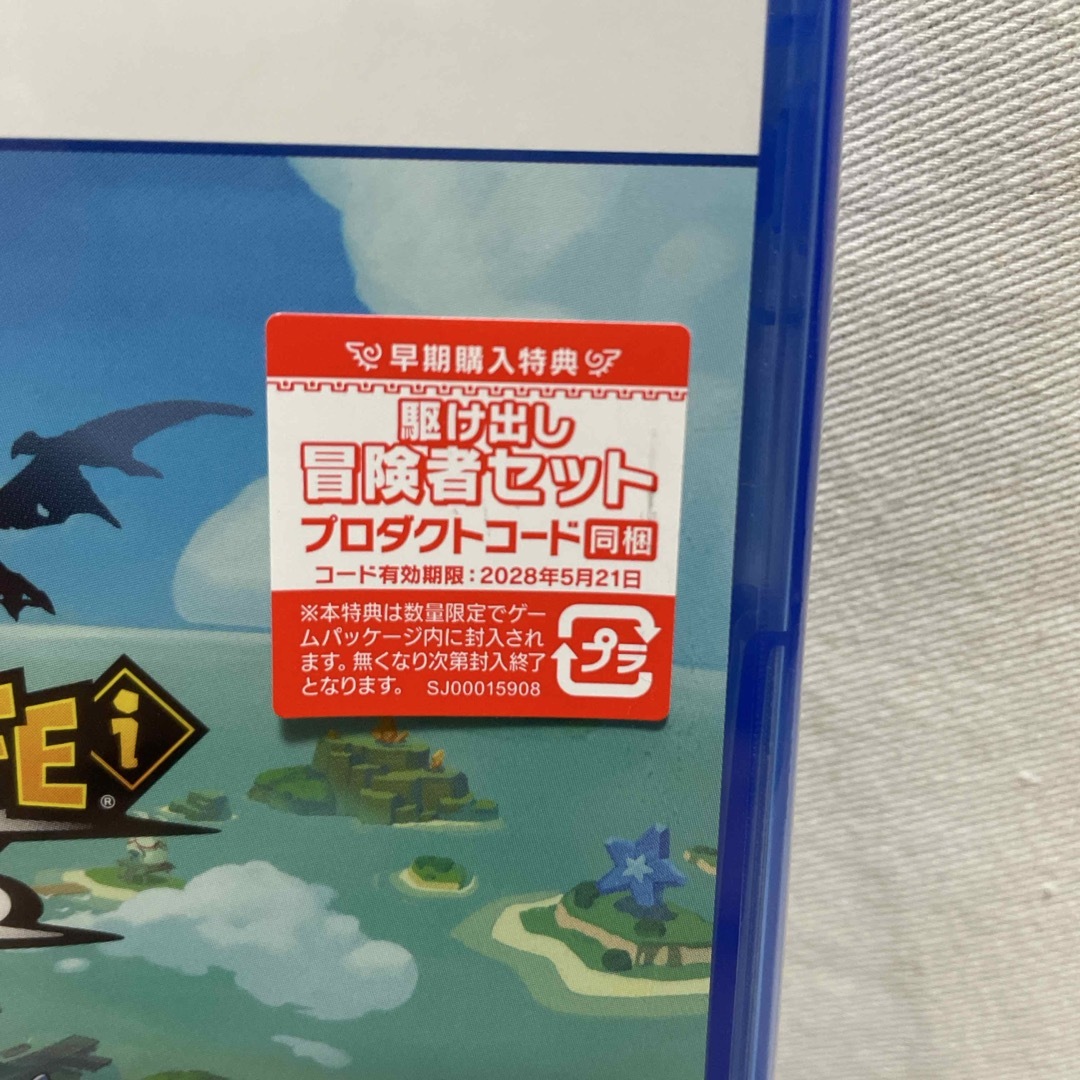 早期購入特典
駆け出し
冒険者セット
プロダクトコード同梱
コード有効期限:2028年5月21日
※本特典は数量限定でゲー
ムパッケージ内に封入され
ます。無くなり次第封入終了
となります。 SJ00015908
プラ
FE i ®